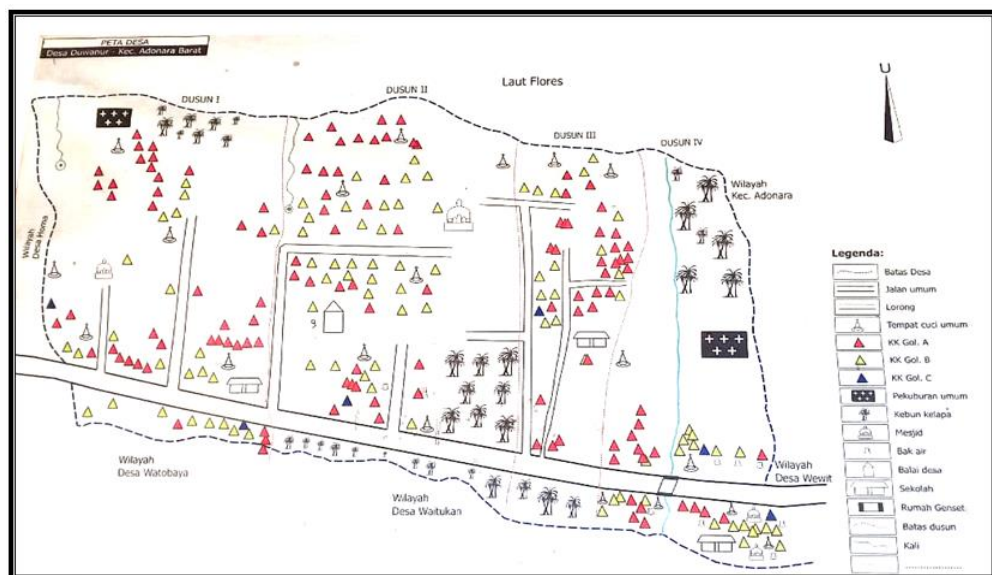 PETA DESA
Desa Duwanur - Kec. Adonara Barat
Laut Flores
U
DUSUN I
DUSUN II
DUSUN III
DUSUN IV
Wilayah
Kec. Adonara
Wilayah
Desa Homa
Wilayah
Desa Watobaya
Wilayah
Desa Waitukan
Wilayah
Desa Wewit
Legenda:
Batas Desa
Jalan umum
Lorong
Tempat cuci umum
KK Gol. A
KK Gol. B
KK Gol. C
Pekuburan umum
Kebun kelapa
Mesjid
Bak air
Balai desa
Sekolah
Rumah Genset.
Batas dusun
Kali